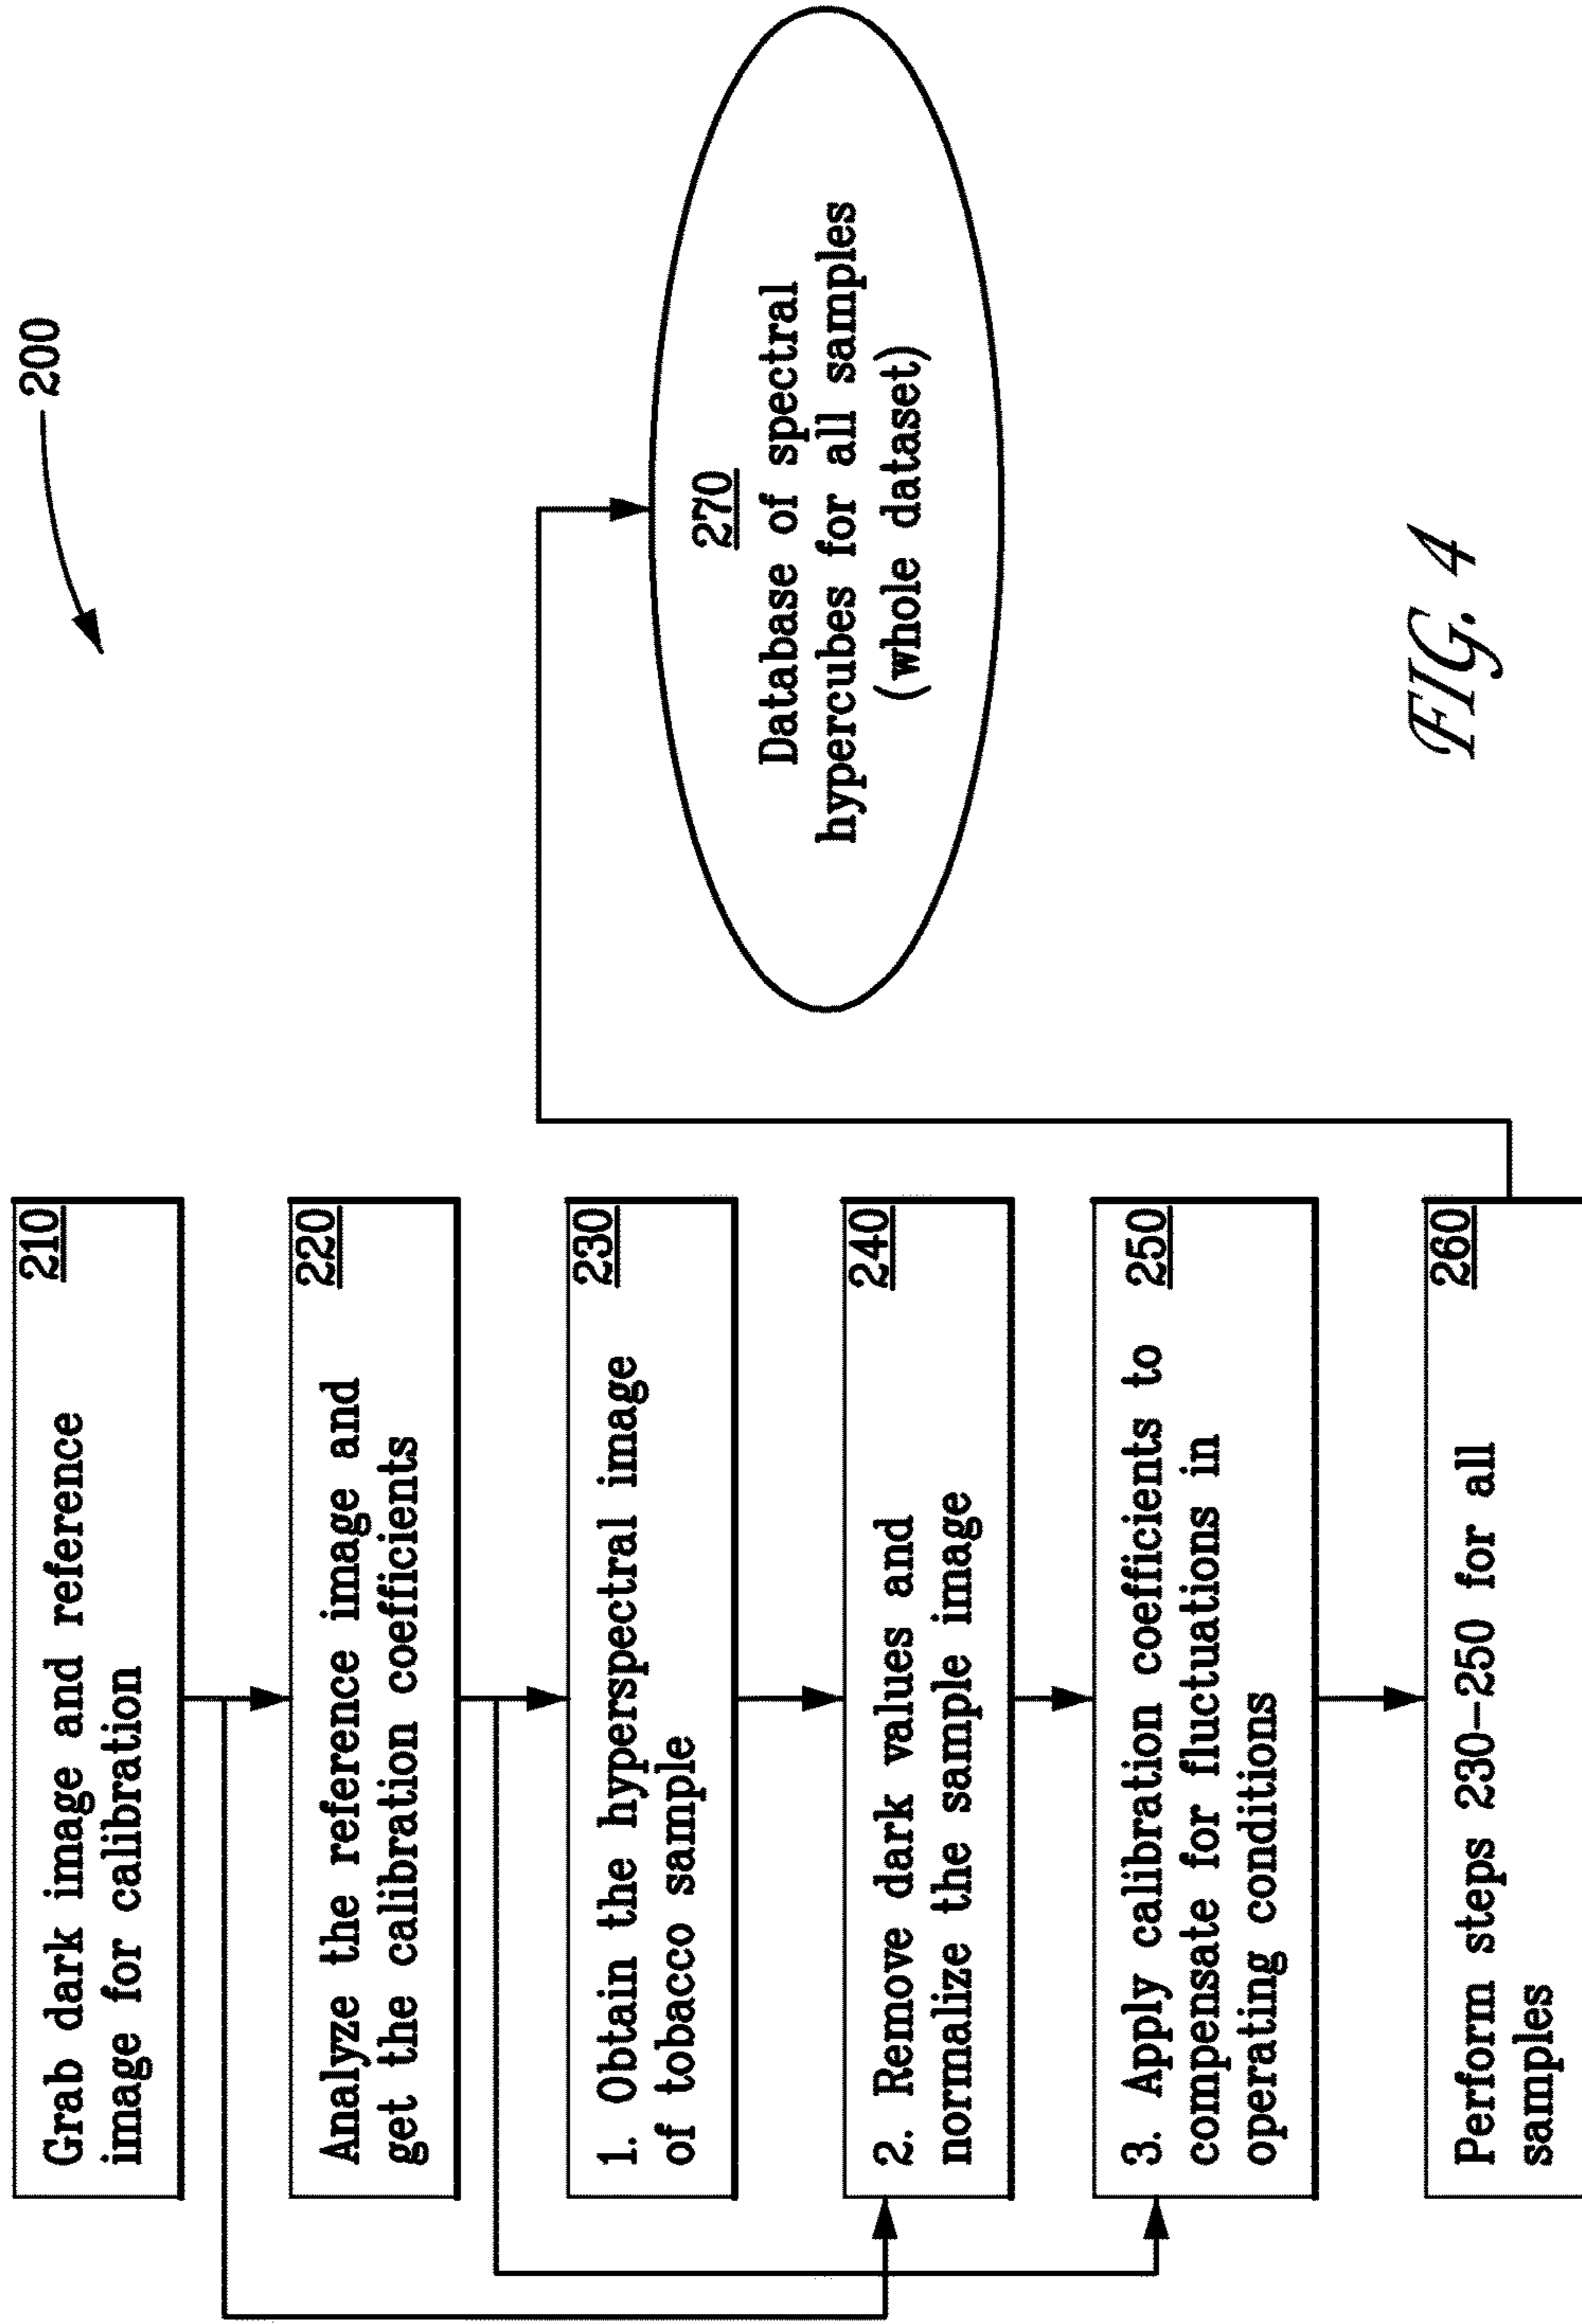 200
210
Grab dark image and reference
image for calibration
220
Analyze the reference image and
get the calibration coefficients
230
1. Obtain the hyperspectral image
of tobacco sample
240
2. Remove dark values and
normalize the sample image
250
3. Apply calibration coefficients to
compensate for fluctuations in
operating conditions
260
Perform steps 230-250 for all
samples
270
Database of spectral
hypercubes for all samples
(whole dataset)
FIG. 4